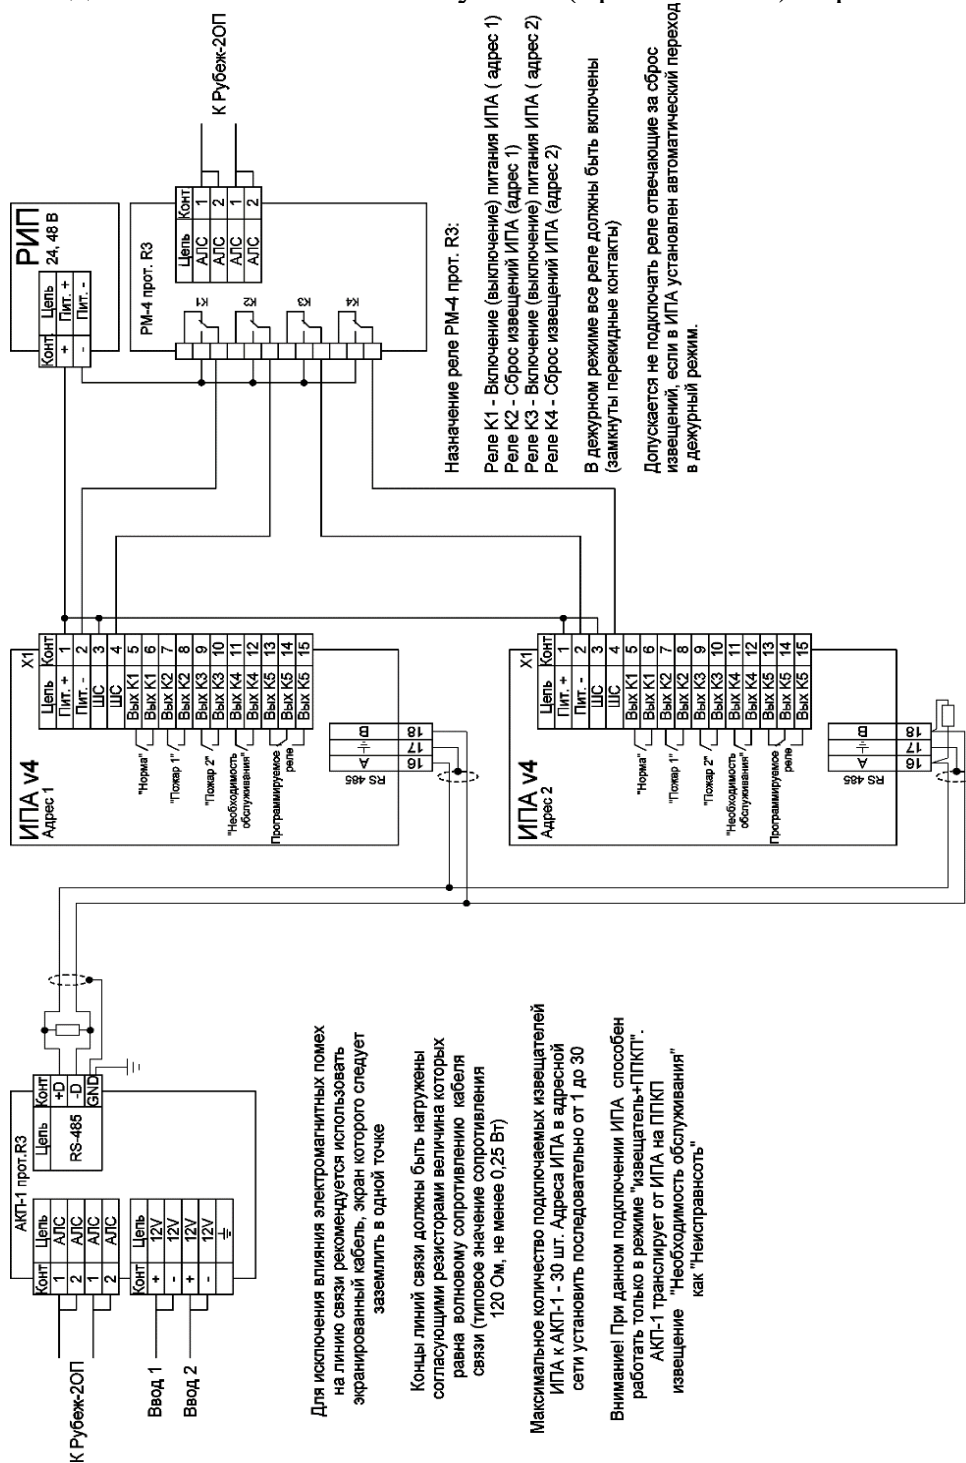 АКП-1 прот.R3
Конт Цепь
1 АЛС
2 АЛС
1 АЛС
2 АЛС
К Рубеж-2ОП
Конт Цепь
+ 12V
- 12V
+ 12V
- 12V
Ввод 1
Ввод 2
Цепь Конт
RS-485
+D
-D
GND
Для исключения влияния электромагнитных помех
на линию связи рекомендуется использовать
экранированный кабель, экран которого следует
заземлить в одной точке
Концы линий связи должны быть нагружены
согласующими резисторами величина которых
равна волновому сопротивлению кабеля
связи (типовое значение сопротивления
120 Ом, не менее 0,25 Вт)
Максимальное количество подключаемых извещателей
ИПА к АКП-1 - 30 шт. Адреса ИПА в адресной
сети установить последовательно от 1 до 30
Внимание! При данном подключении ИПА способен
работать только в режиме "извещатель+ППКП".
АКП-1 транслирует от ИПА на ППКП
извещение "Необходимость обслуживания"
как "Неисправнсоть"
ИПА v4
Адрес 1
X1
Цепь Конт
Пит. + 1
Пит. - 2
ШС 3
ШС 4
Вых К1 5
Вых К1 6
Вых К2 7
Вых К2 8
Вых К3 9
Вых К3 10
Вых К4 11
Вых К4 12
Вых К5 13
Вых К5 14
Вых К5 15
"Норма"
"Пожар 1"
"Пожар 2"
"Необходимость
обслуживания"
Программируемое
реле
RS 485
16 A
17
18 B
ИПА v4
Адрес 2
X1
Цепь Конт
Пит. + 1
Пит. - 2
ШС 3
ШС 4
Вых К1 5
Вых К1 6
Вых К2 7
Вых К2 8
Вых К3 9
Вых К3 10
Вых К4 11
Вых К4 12
Вых К5 13
Вых К5 14
Вых К5 15
"Норма"
"Пожар 1"
"Пожар 2"
"Необходимость
обслуживания"
Программируемое
реле
RS 485
16 A
17
18 B
РИП
24, 48 В
Конт. Цепь
+ Пит. +
- Пит. -
РМ-4 прот. R3
К1
К2
К3
К4
Цепь Конт
АЛС 1
АЛС 2
АЛС 1
АЛС 2
К Рубеж-2ОП
Назначение реле РМ-4 прот. R3:
Реле К1 - Включение (выключение) питания ИПА ( адрес 1)
Реле К2 - Сброс извещений ИПА (адрес 1)
Реле К3 - Включение (выключение) питания ИПА ( адрес 2)
Реле К4 - Сброс извещений ИПА (адрес 2)
В дежурном режиме все реле должны быть включены
(замкнуты перекидные контакты)
Допускается не подключать реле отвечающие за сброс
извещений, если в ИПА установлен автоматический переход
в дежурный режим.